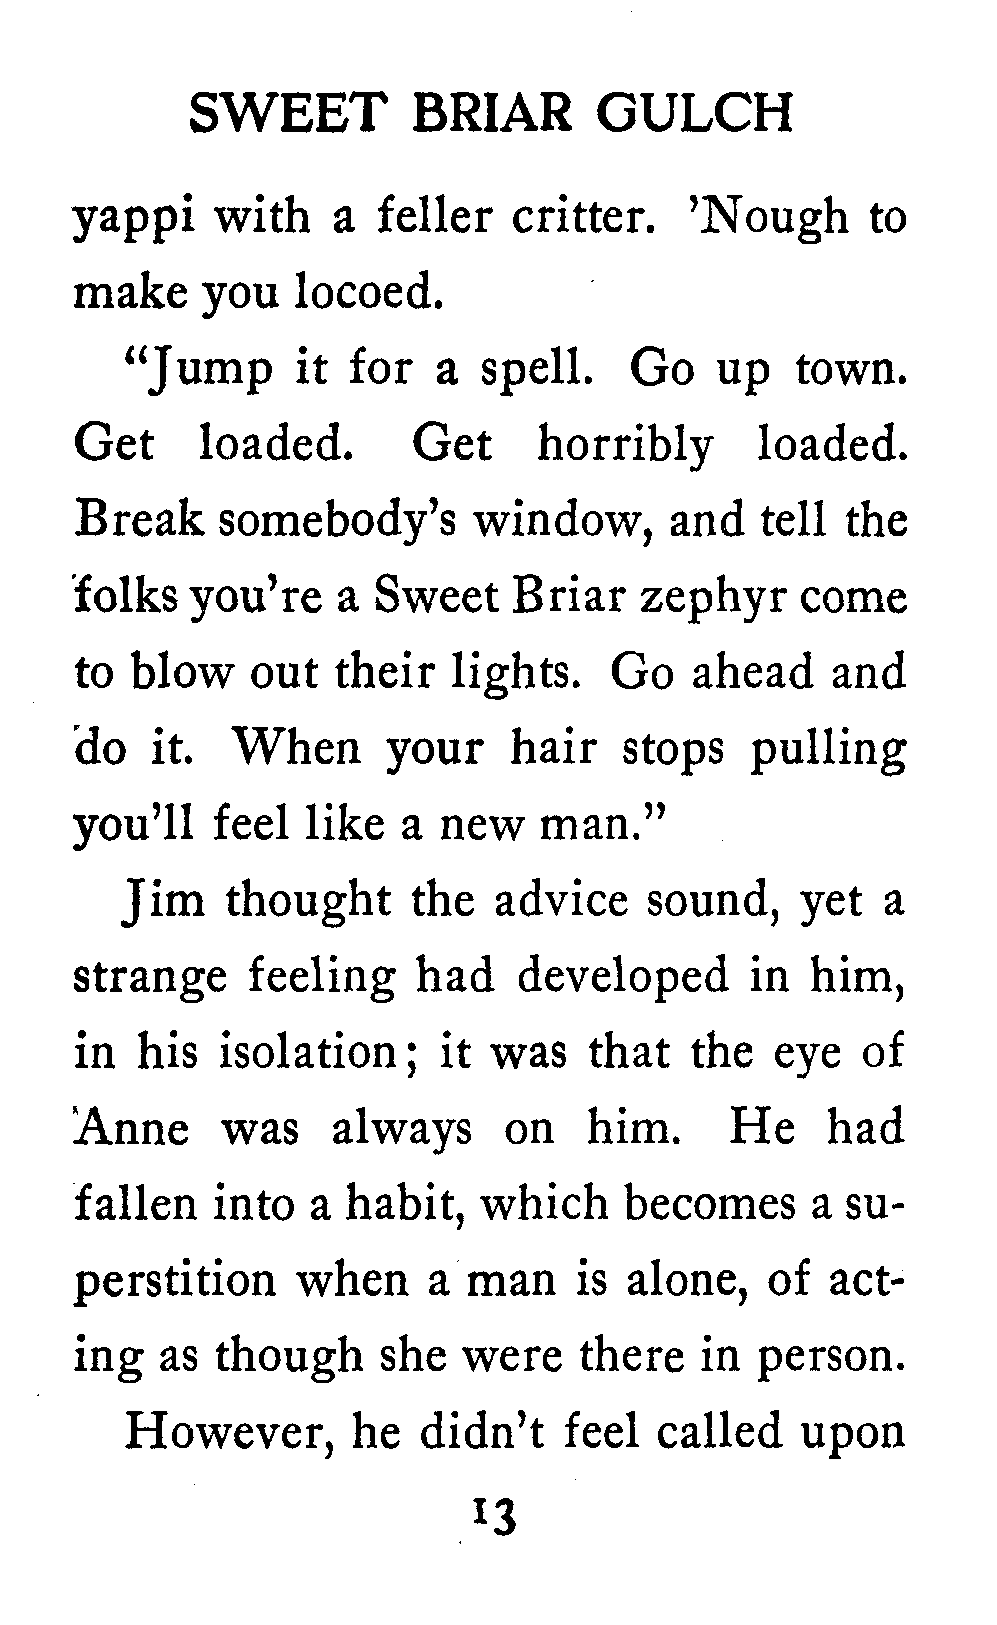 SWEET BRIAR GULCH
yappi with a feller critter. 'Nough to
make you locoed.
"Jump it for a spell. Go up town.
Get loaded. Get horribly loaded.
Break somebody's window, and tell the
folks you're a Sweet Briar zephyr come
to blow out their lights. Go ahead and
do it. When your hair stops pulling
you'll feel like a new man."
Jim thought the advice sound, yet a
strange feeling had developed in him,
in his isolation; it was that the eye of
Anne was always on him. He had
fallen into a habit, which becomes a su-
perstition when a man is alone, of act-
ing as though she were there in person.
However, he didn't feel called upon
13